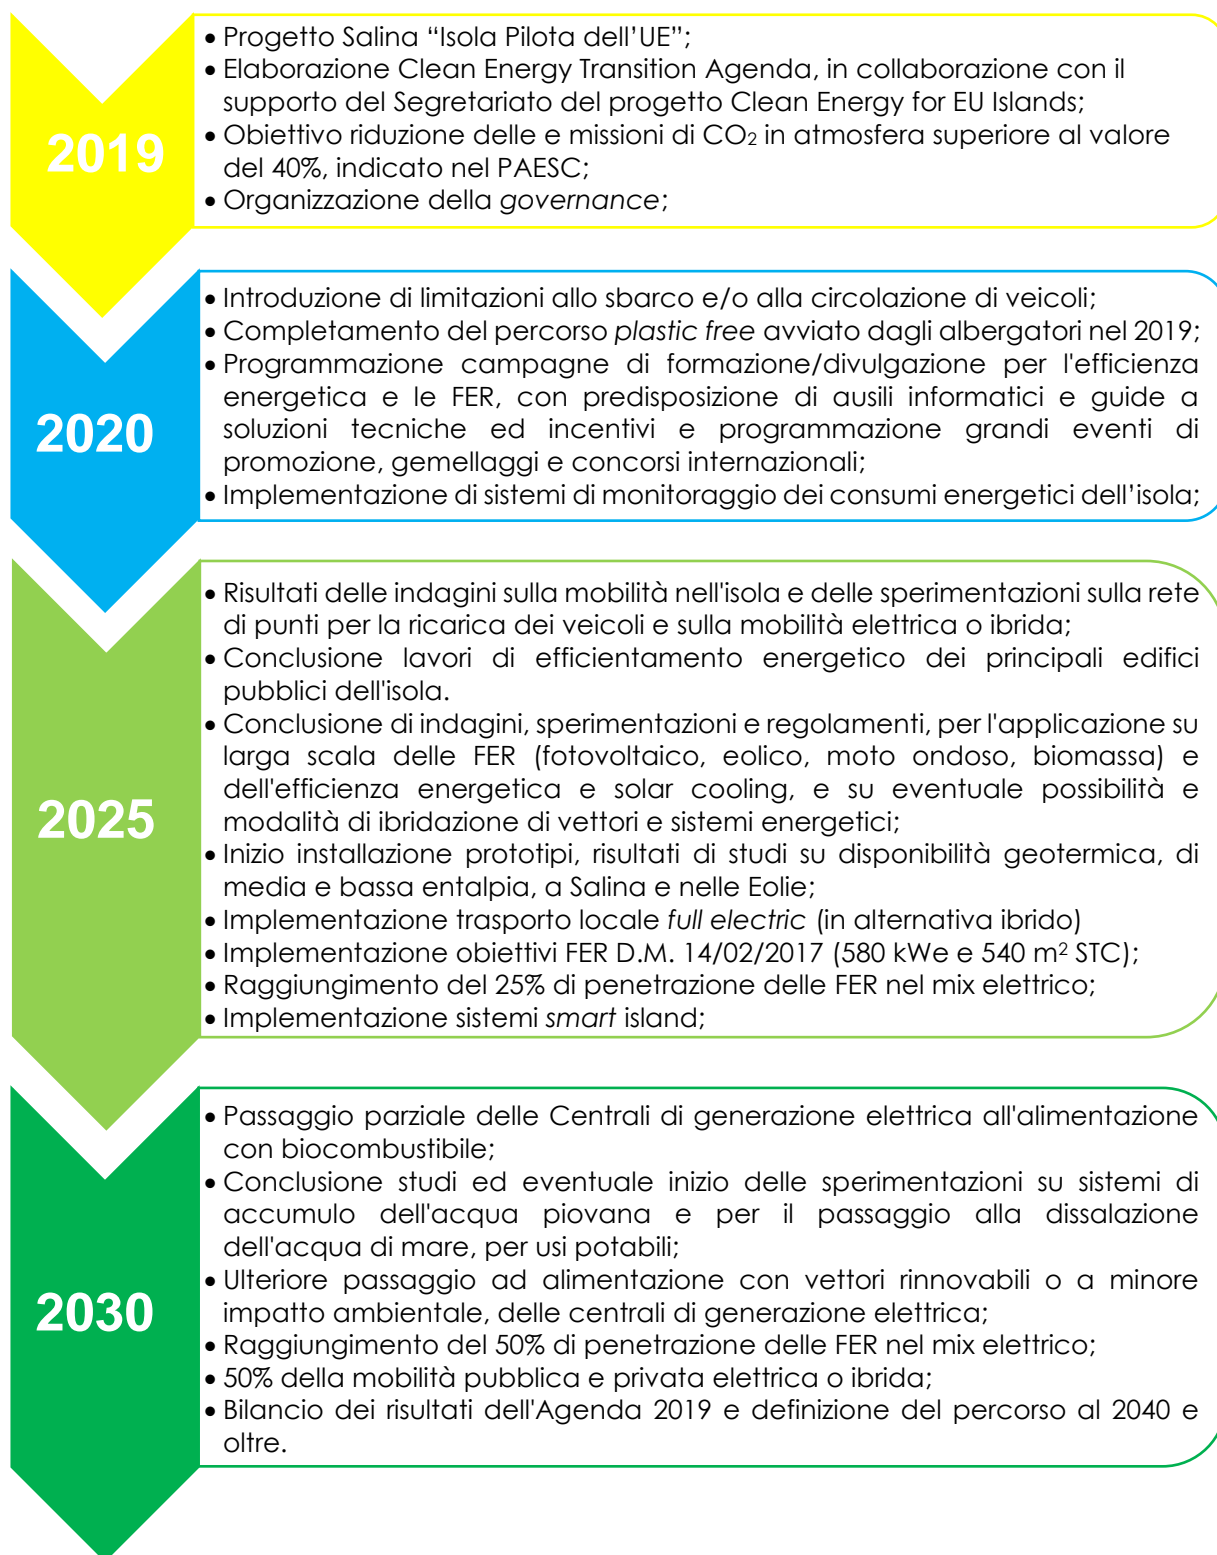 2019
• Progetto Salina “Isola Pilota dell’UE”;
• Elaborazione Clean Energy Transition Agenda, in collaborazione con il
supporto del Segretariato del progetto Clean Energy for EU Islands;
• Obiettivo riduzione delle e missioni di CO₂ in atmosfera superiore al valore
del 40%, indicato nel PAESC;
• Organizzazione della governance;
2020
• Introduzione di limitazioni allo sbarco e/o alla circolazione di veicoli;
• Completamento del percorso plastic free avviato dagli albergatori nel 2019;
• Programmazione campagne di formazione/divulgazione per l'efficienza
energetica e le FER, con predisposizione di ausili informatici e guide a
soluzioni tecniche ed incentivi e programmazione grandi eventi di
promozione, gemellaggi e concorsi internazionali;
• Implementazione di sistemi di monitoraggio dei consumi energetici dell’isola;
2025
• Risultati delle indagini sulla mobilità nell'isola e delle sperimentazioni sulla rete
di punti per la ricarica dei veicoli e sulla mobilità elettrica o ibrida;
• Conclusione lavori di efficientamento energetico dei principali edifici
pubblici dell'isola.
• Conclusione di indagini, sperimentazioni e regolamenti, per l'applicazione su
larga scala delle FER (fotovoltaico, eolico, moto ondoso, biomassa) e
dell'efficienza energetica e solar cooling, e su eventuale possibilità e
modalità di ibridazione di vettori e sistemi energetici;
• Inizio installazione prototipi, risultati di studi su disponibilità geotermica, di
media e bassa entalpia, a Salina e nelle Eolie;
• Implementazione trasporto locale full electric (in alternativa ibrido)
• Implementazione obiettivi FER D.M. 14/02/2017 (580 kWe e 540 m² STC);
• Raggiungimento del 25% di penetrazione delle FER nel mix elettrico;
• Implementazione sistemi smart island;
2030
• Passaggio parziale delle Centrali di generazione elettrica all'alimentazione
con biocombustibile;
• Conclusione studi ed eventuale inizio delle sperimentazioni su sistemi di
accumulo dell'acqua piovana e per il passaggio alla dissalazione
dell'acqua di mare, per usi potabili;
• Ulteriore passaggio ad alimentazione con vettori rinnovabili o a minore
impatto ambientale, delle centrali di generazione elettrica;
• Raggiungimento del 50% di penetrazione delle FER nel mix elettrico;
• 50% della mobilità pubblica e privata elettrica o ibrida;
• Bilancio dei risultati dell'Agenda 2019 e definizione del percorso al 2040 e
oltre.